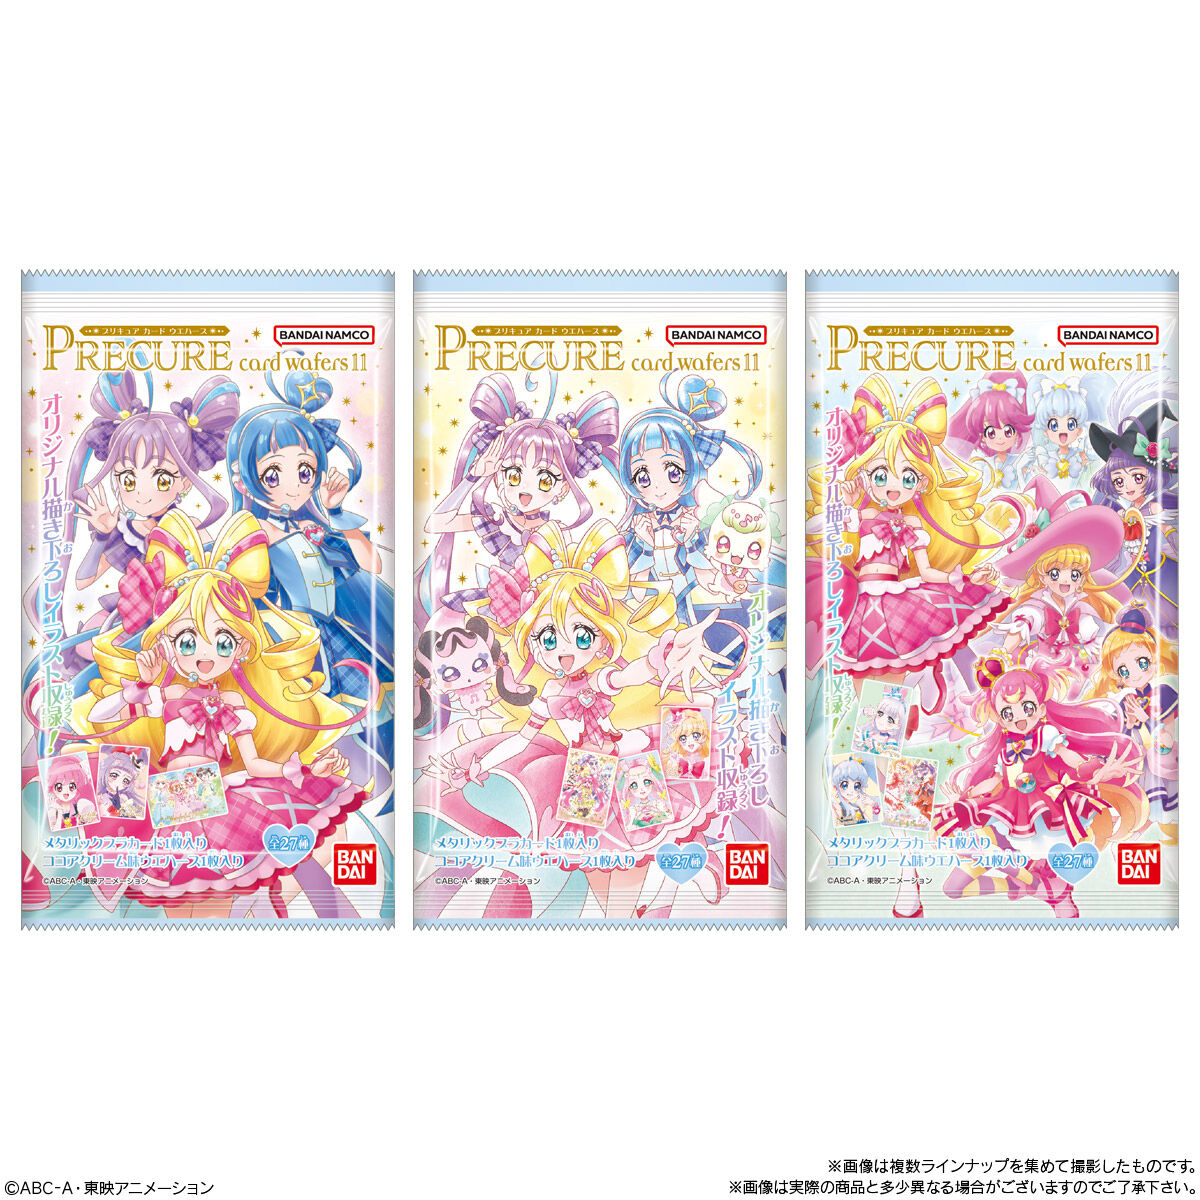 プリキュア カード ウエハース
BANDAI NAMCO
PRECURE card wafers 11
オリジナル描き下ろしイラスト収録!
メタリックプラカード1枚入り
ココアクリーム味ウエハース1枚入り
全27種
BAN
DAI
©ABC-A・東映アニメーション
プリキュア カード ウエハース
BANDAI NAMCO
PRECURE card wafers 11
オリジナル描き下ろし
イラスト収録!
メタリックプラカード1枚入り
ココアクリーム味ウエハース1枚入り
全27種
BAN
DAI
©ABC-A・東映アニメーション
プリキュア カード ウエハース
BANDAI NAMCO
PRECURE card wafers 11
オリジナル描き下ろしイラスト収録!
メタリックプラカード1枚入り
ココアクリーム味ウエハース1枚入り
全27種
BAN
DAI
©ABC-A・東映アニメーション
※画像は複数ラインナップを集めて撮影したものです。
©ABC-A・東映アニメーション
※画像は実際の商品と多少異なる場合がございますのでご了承下さい。